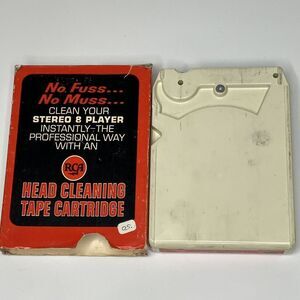 No Fuss...
No Muss...
CLEAN YOUR
STEREO 8 PLAYER
INSTANTLY-THE
PROFESSIONAL WAY
WITH AN
RCA
HEAD CLEANING
TAPE CARTRIDGE